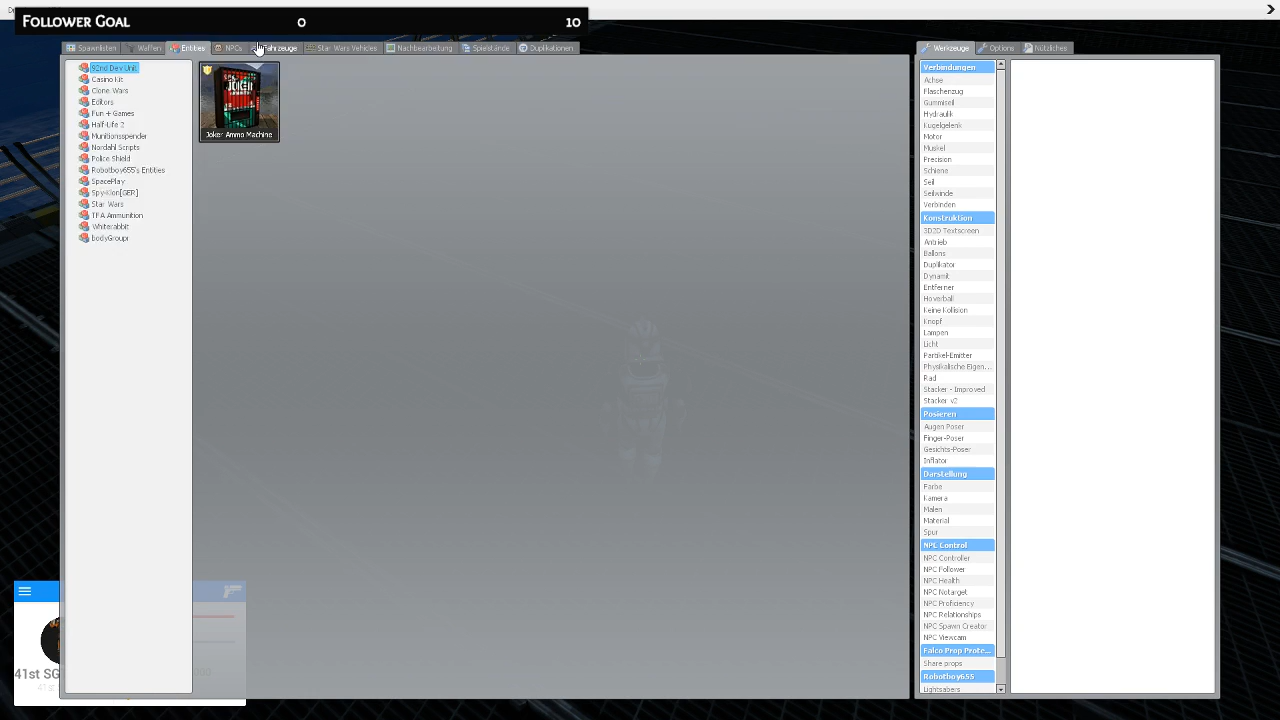 Follower Goal 0 10
Spawnlisten Waffen Entities NPCs Fahrzeuge Star Wars Vehicles Nachbearbeitung Spielstände Duplikationen
Werkzeuge Options Nützliches
92nd Dev Unit
Casino Kit
Clone Wars
Editors
Fun + Games
Half-Life 2
Munitionsspender
Nordahl Scripts
Police Shield
Robotboy655's Entities
SpacePlay
Spy-Klon[GER]
Star Wars
TFA Ammunition
Whiterabbit
bodyGroupr
JOKER
Joker Ammo Machine
Verbindungen
Achse
Flaschenzug
Gummiseil
Hydraulik
Kugelgelenk
Motor
Muskel
Precision
Schiene
Seil
Seilwinde
Verbinden
Konstruktion
3D2D Textscreen
Antrieb
Ballons
Duplikator
Dynamit
Entferner
Hoverball
Keine Kollision
Knopf
Lampen
Licht
Partikel-Emitter
Physikalische Eigen...
Rad
Stacker - Improved
Stacker v2
Posieren
Augen Poser
Finger-Poser
Gesichts-Poser
Inflator
Darstellung
Farbe
Kamera
Malen
Material
Spur
NPC Control
NPC Controller
NPC Follower
NPC Health
NPC Notarget
NPC Proficiency
NPC Relationships
NPC Spawn Creator
NPC Viewcam
Falco Prop Prote...
Share props
Robotboy655
Lightsabers
41st SG
41st